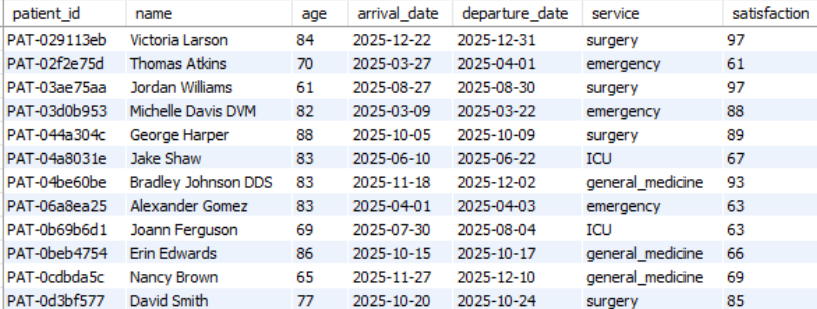 patient_id name age arrival_date departure_date service satisfaction
PAT-029113eb Victoria Larson 84 2025-12-22 2025-12-31 surgery 97
PAT-02f2e75d Thomas Atkins 70 2025-03-27 2025-04-01 emergency 61
PAT-03ae75aa Jordan Williams 61 2025-08-27 2025-08-30 surgery 97
PAT-03d0b953 Michelle Davis DVM 82 2025-03-09 2025-03-22 emergency 88
PAT-044a304c George Harper 88 2025-10-05 2025-10-09 surgery 89
PAT-04a8031e Jake Shaw 83 2025-06-10 2025-06-22 ICU 67
PAT-04be60be Bradley Johnson DDS 83 2025-11-18 2025-12-02 general_medicine 93
PAT-06a8ea25 Alexander Gomez 83 2025-04-01 2025-04-03 emergency 63
PAT-0b69b6d1 Joann Ferguson 69 2025-07-30 2025-08-04 ICU 63
PAT-0beb4754 Erin Edwards 86 2025-10-15 2025-10-17 general_medicine 66
PAT-0cdbda5c Nancy Brown 65 2025-11-27 2025-12-10 general_medicine 69
PAT-0d3bf577 David Smith 77 2025-10-20 2025-10-24 surgery 85